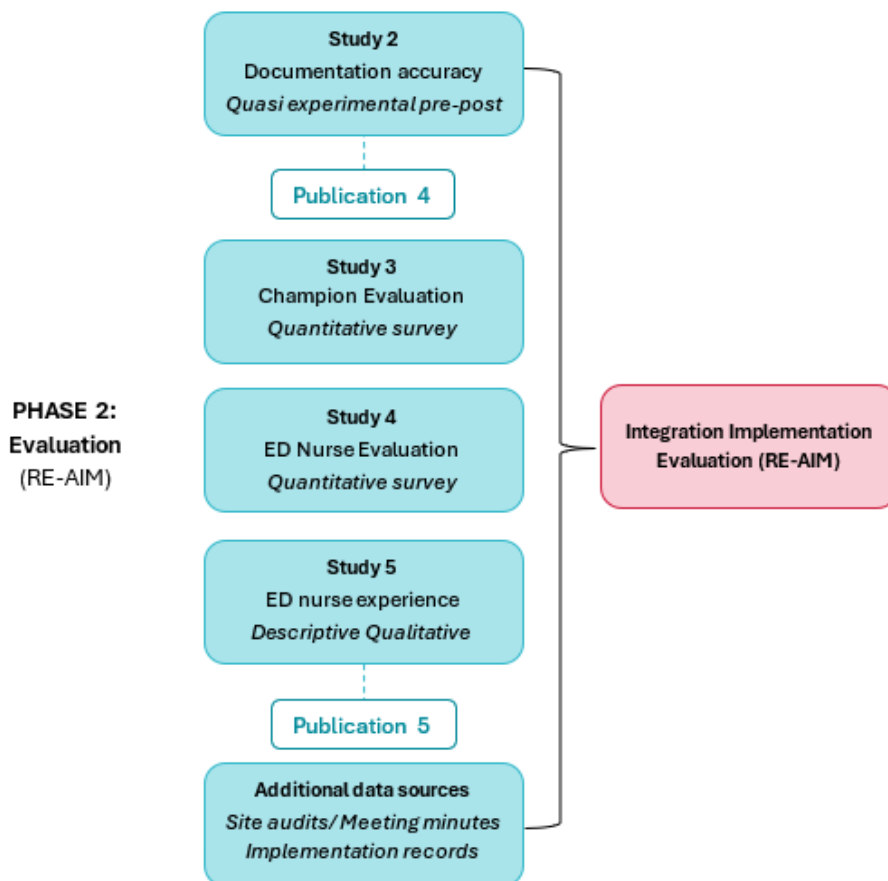 Study 2
Documentation accuracy
Quasi experimental pre-post
Publication 4
Study 3
Champion Evaluation
Quantitative survey
PHASE 2:
Evaluation
(RE-AIM)
Study 4
ED Nurse Evaluation
Quantitative survey
Integration Implementation
Evaluation (RE-AIM)
Study 5
ED nurse experience
Descriptive Qualitative
Publication 5
Additional data sources
Site audits/ Meeting minutes
Implementation records